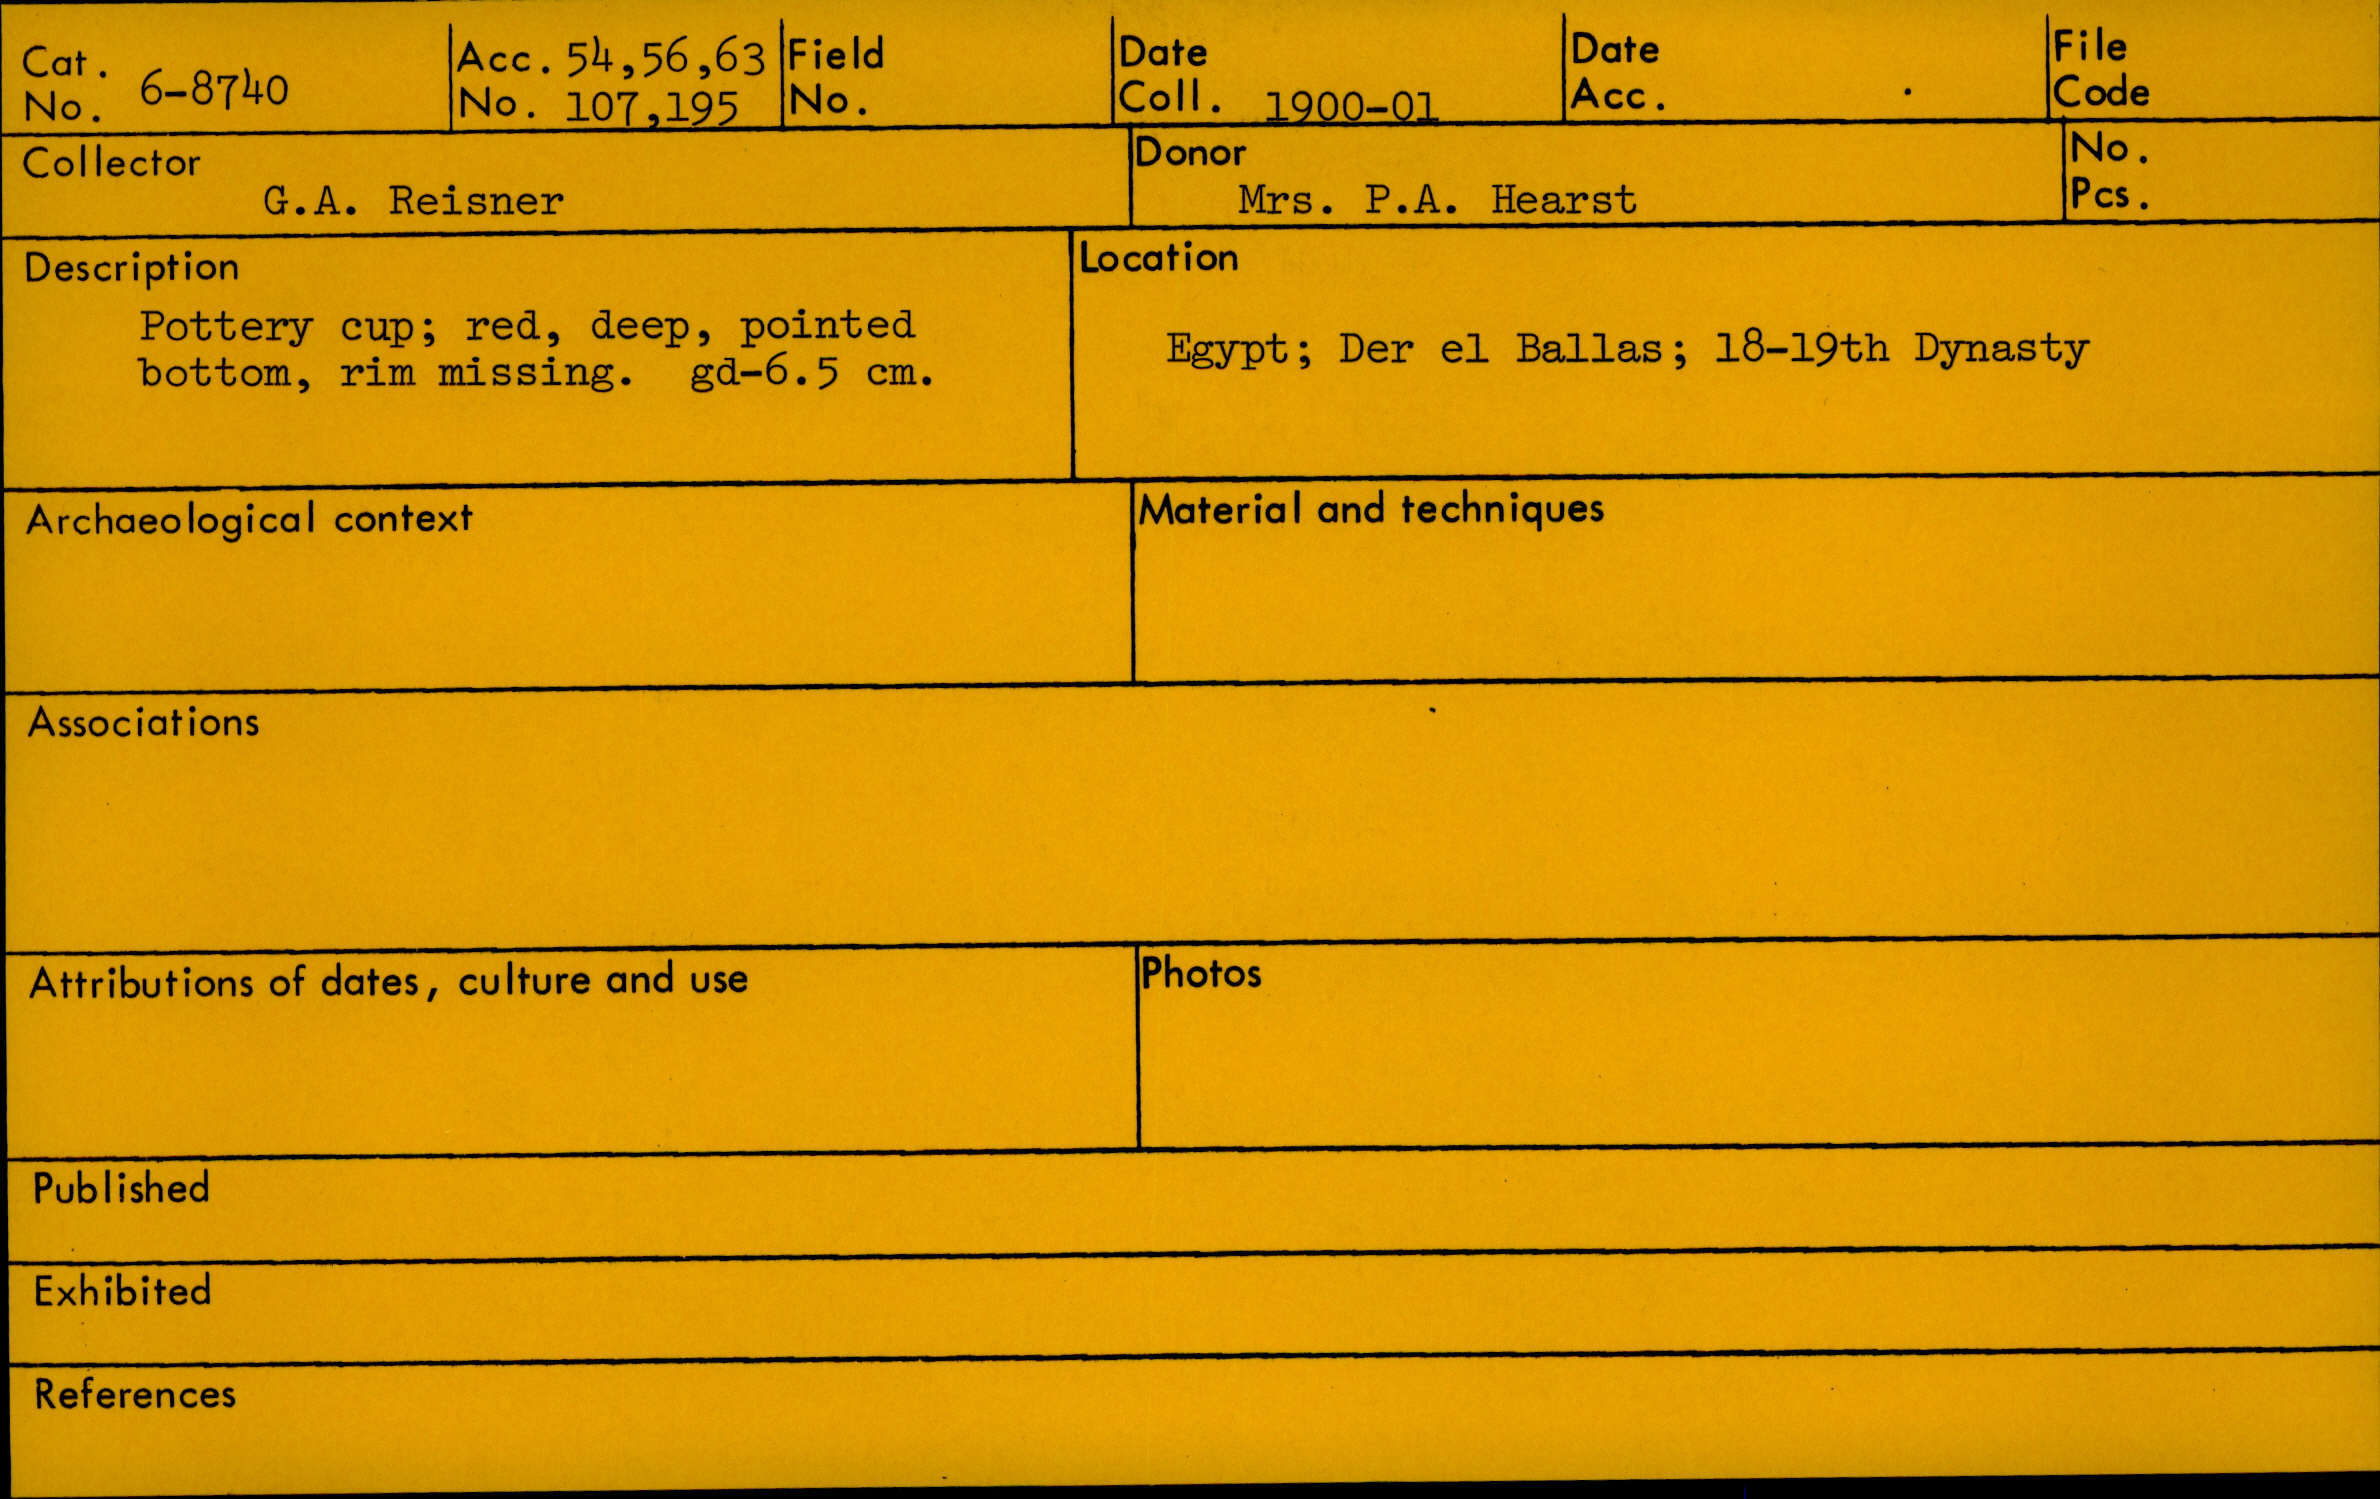 Cat. No. 6-8740
Acc. No. 54,56,63 107,195
Field No.
Date Coll. 1900-01
Date Acc.
File Code
Collector
G.A. Reisner
Donor
Mrs. P.A. Hearst
No. Pcs.
Description
Pottery cup; red, deep, pointed
bottom, rim missing. gd-6.5 cm.
Location
Egypt; Der el Ballas; 18-19th Dynasty
Archaeological context
Material and techniques
Associations
Attributions of dates, culture and use
Photos
Published
Exhibited
References